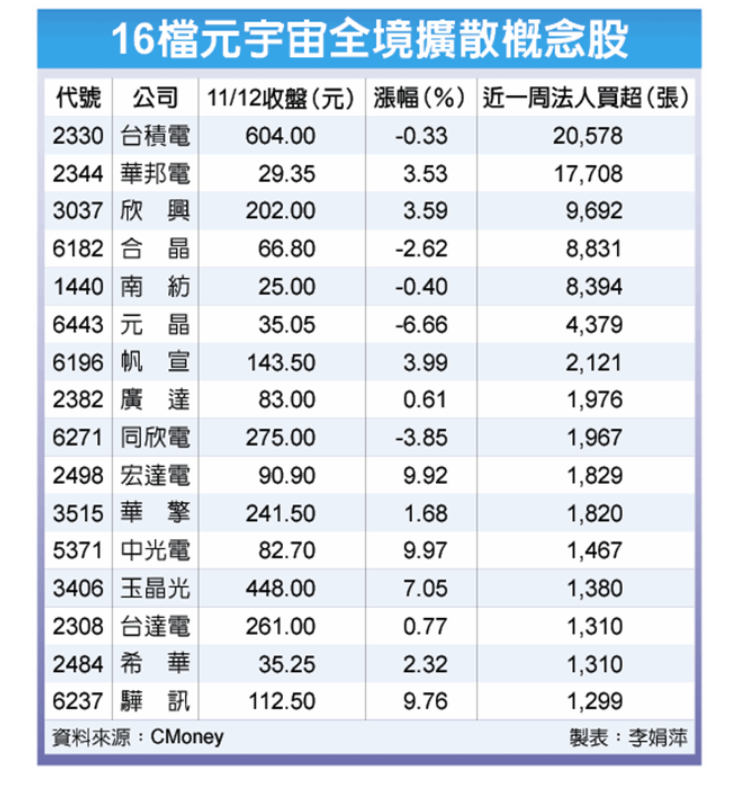 16檔元宇宙全境擴散概念股
代號 公司 11/12收盤(元) 漲幅(%) 近一周法人買超(張)
2330 台積電 604.00 -0.33 20,578
2344 華邦電 29.35 3.53 17,708
3037 欣興 202.00 3.59 9,692
6182 合晶 66.80 -2.62 8,831
1440 南紡 25.00 -0.40 8,394
6443 元晶 35.05 -6.66 4,379
6196 帆宣 143.50 3.99 2,121
2382 廣達 83.00 0.61 1,976
6271 同欣電 275.00 -3.85 1,967
2498 宏達電 90.90 9.92 1,829
3515 華擎 241.50 1.68 1,820
5371 中光電 82.70 9.97 1,467
3406 玉晶光 448.00 7.05 1,380
2308 台達電 261.00 0.77 1,310
2484 希華 35.25 2.32 1,310
6237 驊訊 112.50 9.76 1,299
資料來源：CMoney 製表：李娟萍